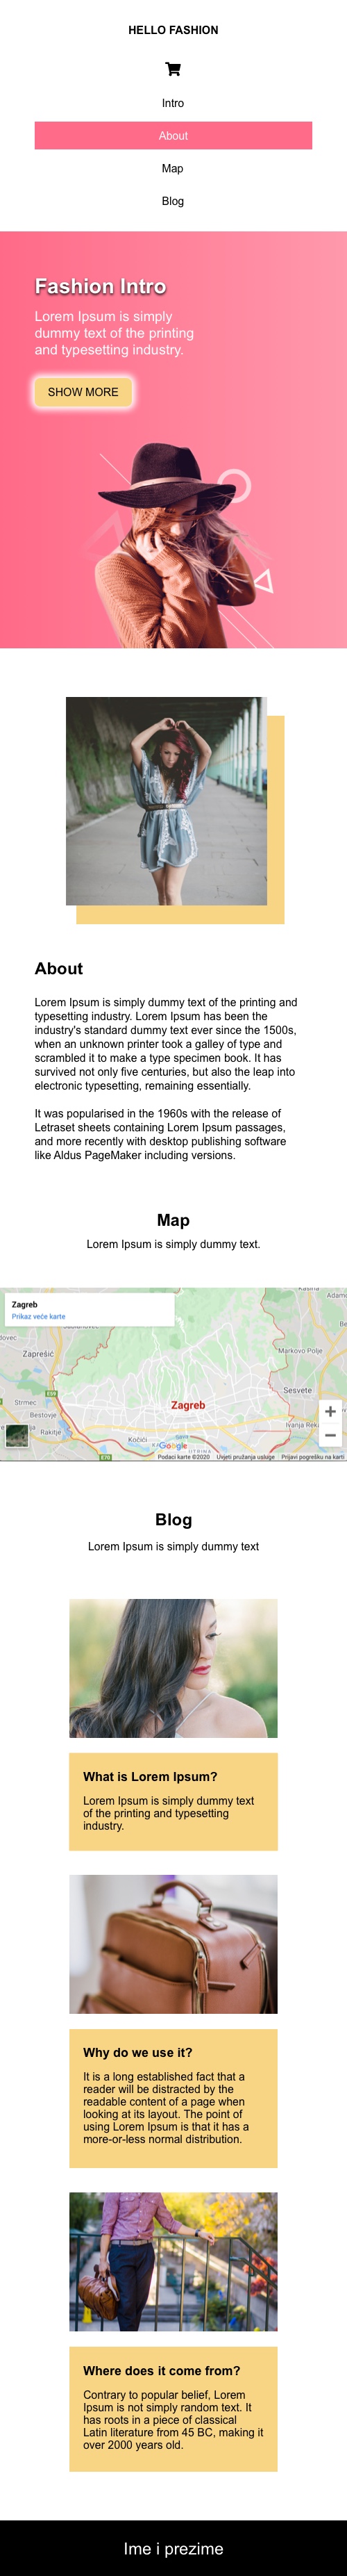 HELLO FASHION
Intro
About
Map
Blog
Fashion Intro
Lorem Ipsum is simply
dummy text of the printing
and typesetting industry.
SHOW MORE
About
Lorem Ipsum is simply dummy text of the printing and
typesetting industry. Lorem Ipsum has been the
industry's standard dummy text ever since the 1500s,
when an unknown printer took a galley of type and
scrambled it to make a type specimen book. It has
survived not only five centuries, but also the leap into
electronic typesetting, remaining essentially.
It was popularised in the 1960s with the release of
Letraset sheets containing Lorem Ipsum passages,
and more recently with desktop publishing software
like Aldus PageMaker including versions.
Map
Lorem Ipsum is simply dummy text.
Zagreb
Prikaz veće karte
Zaprešić
Markovo Polje
Sesvete
Strmec
Bestovje
Rakitje
Zagreb
Kočići
Google
Podaci karte ©2020 Uvjeti pružanja usluge Prijavi pogrešku na karti
Blog
Lorem Ipsum is simply dummy text
What is Lorem Ipsum?
Lorem Ipsum is simply dummy text
of the printing and typesetting
industry.
Why do we use it?
It is a long established fact that a
reader will be distracted by the
readable content of a page when
looking at its layout. The point of
using Lorem Ipsum is that it has a
more-or-less normal distribution.
Where does it come from?
Contrary to popular belief, Lorem
Ipsum is not simply random text. It
has roots in a piece of classical
Latin literature from 45 BC, making it
over 2000 years old.
Ime i prezime